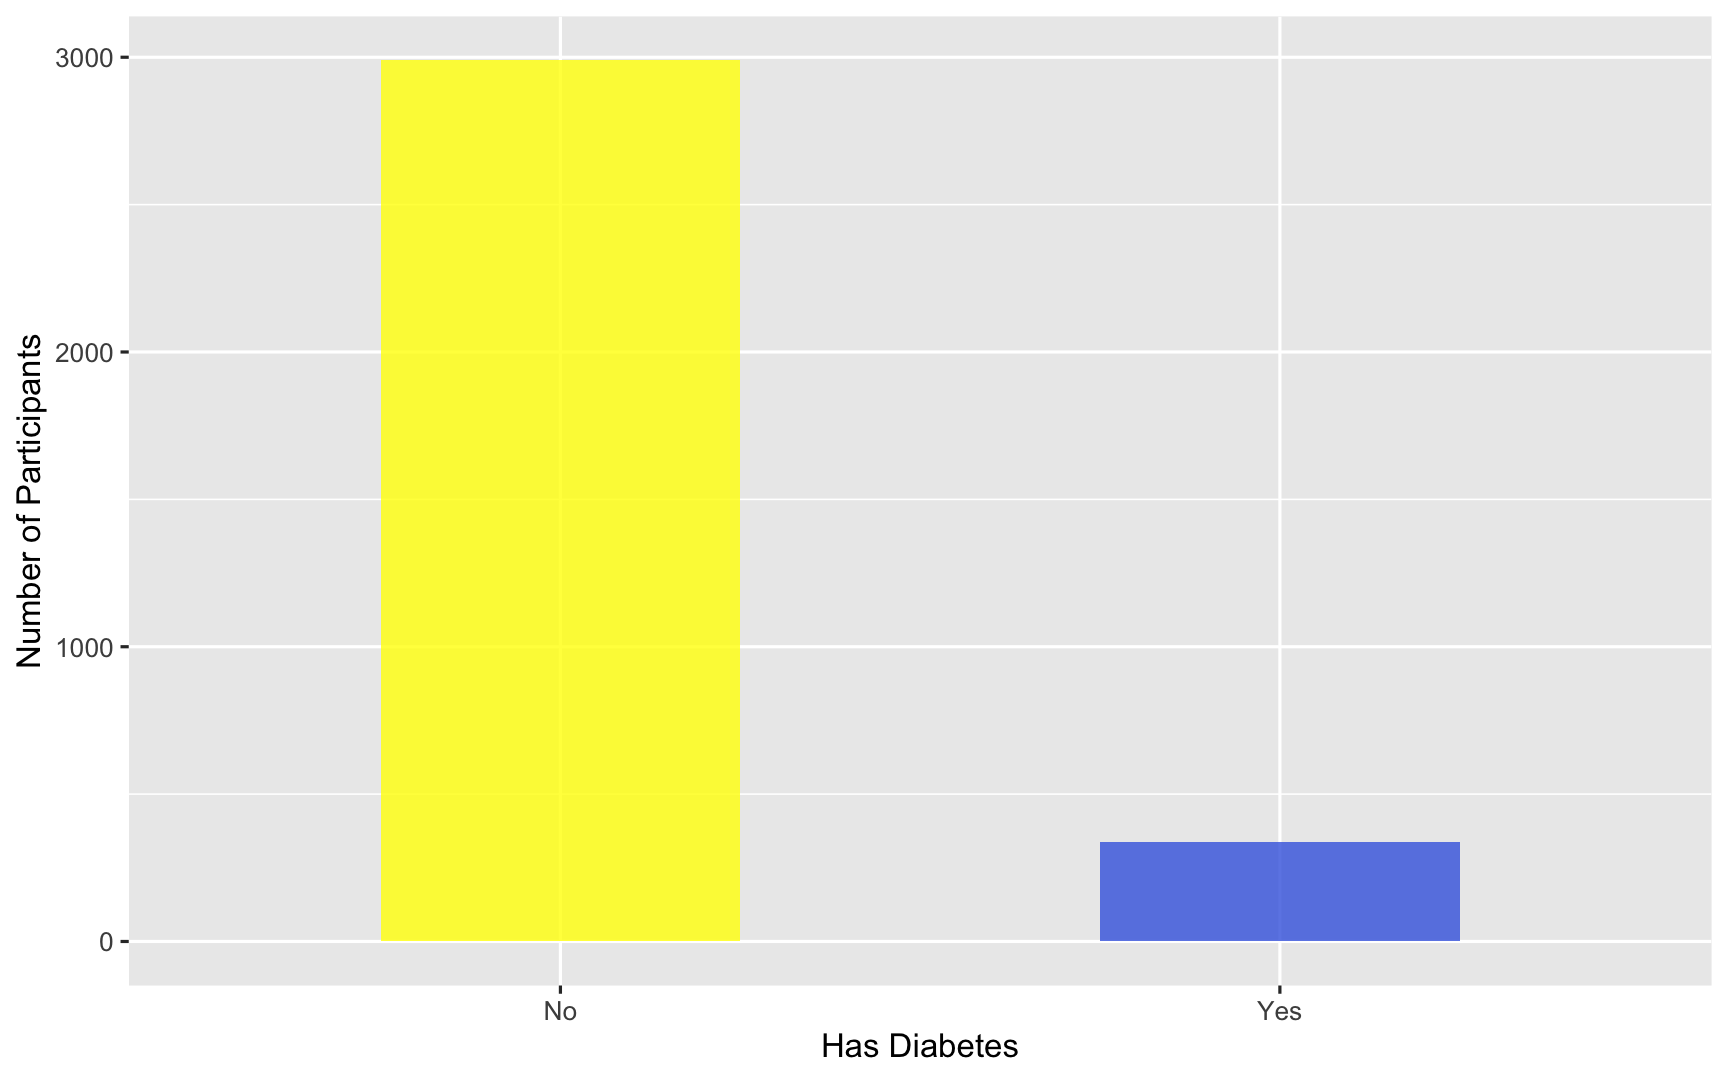 Number of Participants
3000
2000
1000
0
No
Yes
Has Diabetes